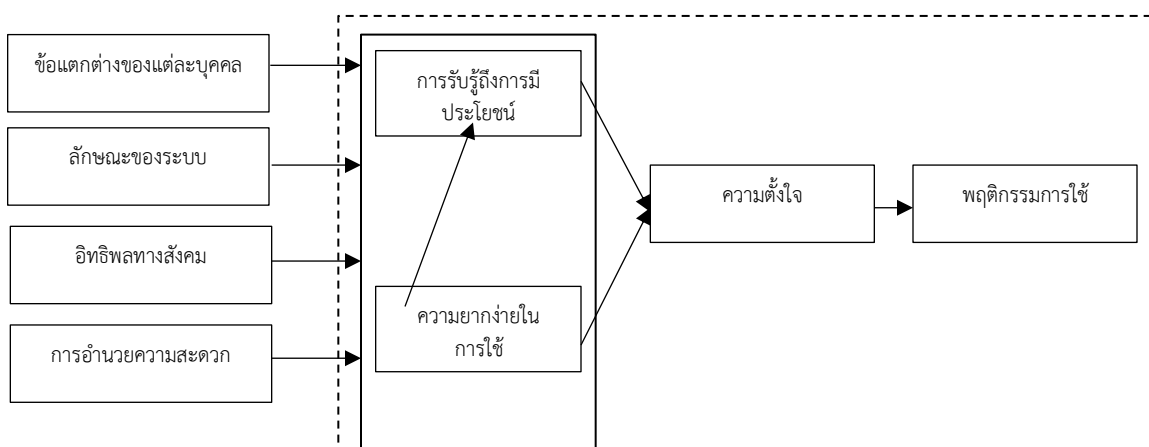 ข้อแตกต่างของแต่ละบุคคล
ลักษณะของระบบ
อิทธิพลทางสังคม
การอำนวยความสะดวก
การรับรู้ถึงการมี
ประโยชน์
ความยากง่ายใน
การใช้
ความตั้งใจ
พฤติกรรมการใช้